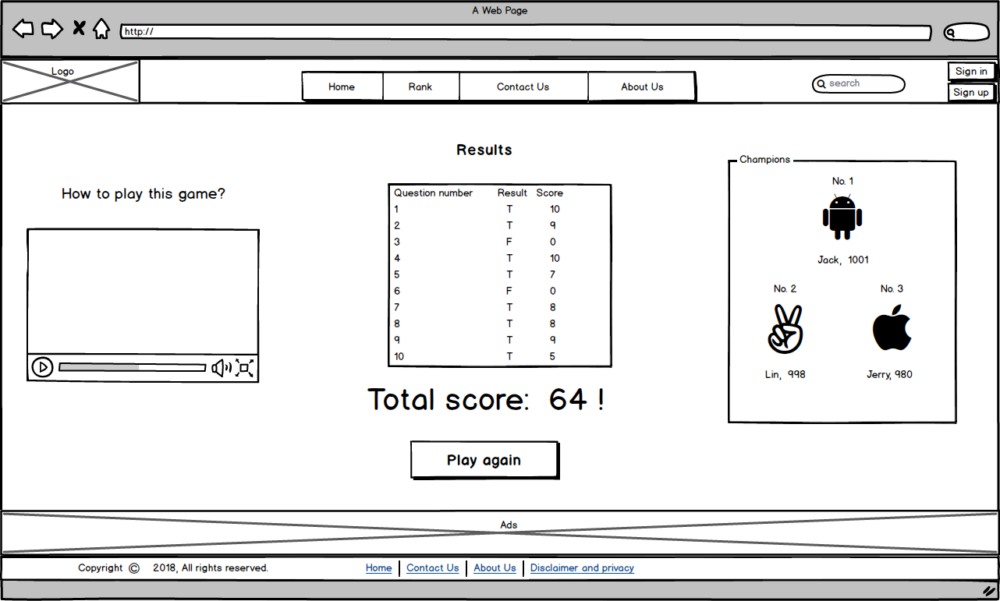 A Web Page
http://
Logo
Home Rank Contact Us About Us
search
Sign in
Sign up
How to play this game?
Results
Question number Result Score
1 T 10
2 T 9
3 F 0
4 T 10
5 T 7
6 F 0
7 T 8
8 T 8
9 T 9
10 T 5
Total score: 64 !
Play again
Champions
No. 1
Jack, 1001
No. 2 No. 3
Lin, 998 Jerry, 980
Ads
Copyright © 2018, All rights reserved. Home Contact Us About Us Disclaimer and privacy